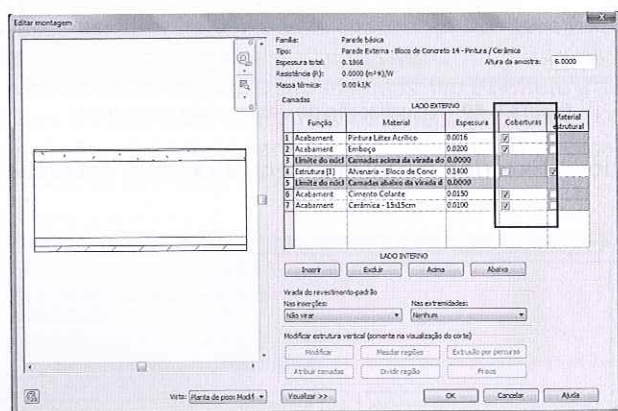 Editar montagem
Família: Parede básica
Tipo: Parede Externa - Bloco de Concreto 14 - Pintura / Cerâmica
Espessura total: 0.1866 Altura da amostra: 6.0000
Resistência (R): 0.0000 (m²·K)/W
Massa térmica: 0.00 kJ/K
Camadas
LADO EXTERNO
Função Material Espessura Coberturas Material estrutural
1 Acabament Pintura Látex Acrílico 0.0016
2 Acabament Emboço 0.0200
3 Limite do núcl Camadas acima da virada do 0.0000
4 Estrutura [1] Alvenaria - Bloco de Concr 0.1400
5 Limite do núcl Camadas abaixo da virada d 0.0000
6 Acabament Cimento Colante 0.0150
7 Acabament Cerâmica - 15x15cm 0.0100
LADO INTERNO
Inserir Excluir Acima Abaixo
Virada do revestimento-padrão
Nas inserções: Nas extremidades:
Não virar Nenhum
Modificar estrutura vertical (somente na visualização do corte)
Modificar Mesclar regiões Extrusão por percurso
Atribuir camadas Dividir região Frisos
Vista: Planta de piso: Modifi Visualizar >> OK Cancelar Ajuda